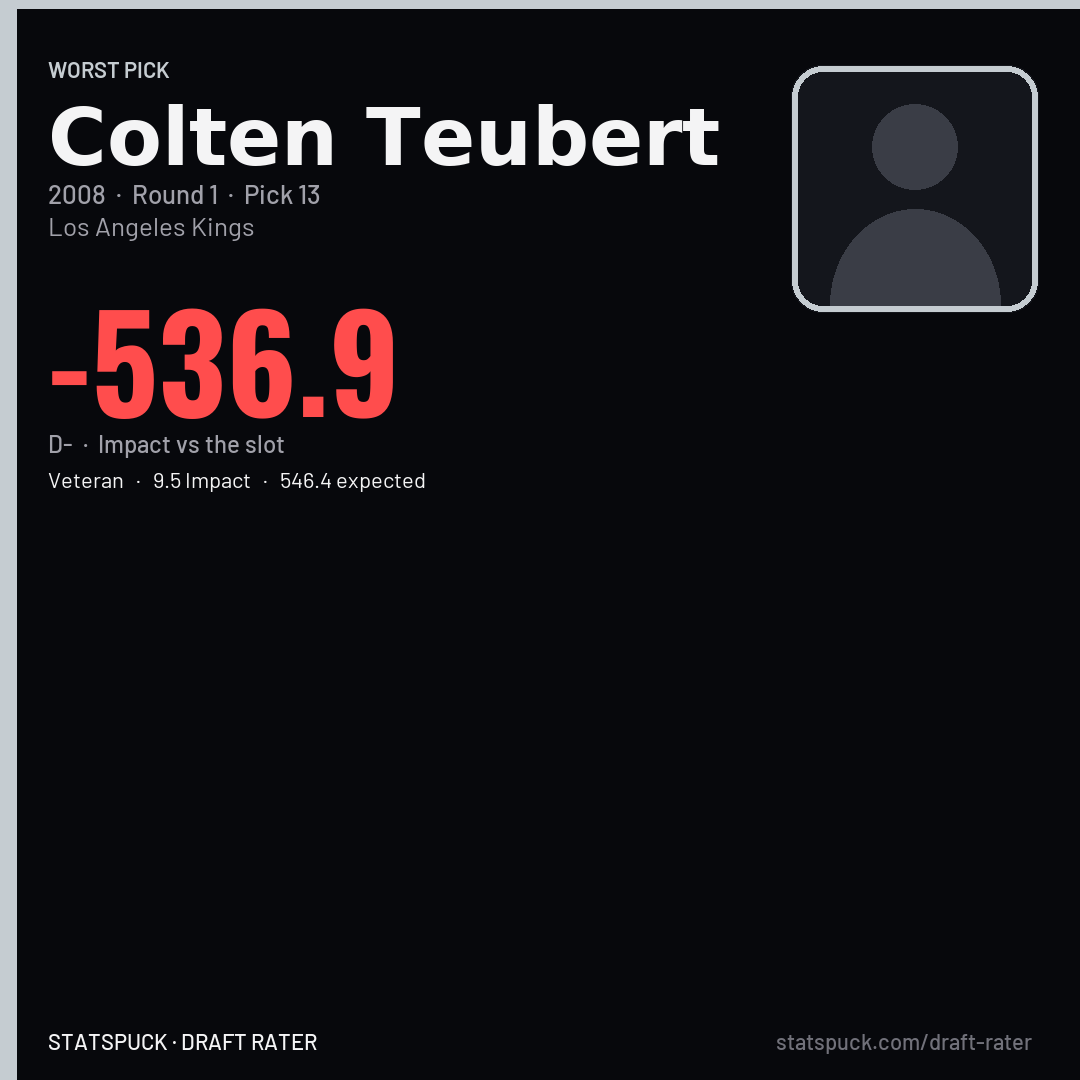 WORST PICK
Colten Teubert
2008 · Round 1 · Pick 13
Los Angeles Kings
-536.9
D- · Impact vs the slot
Veteran · 9.5 Impact · 546.4 expected
STATSPUCK · DRAFT RATER
statspuck.com/draft-rater